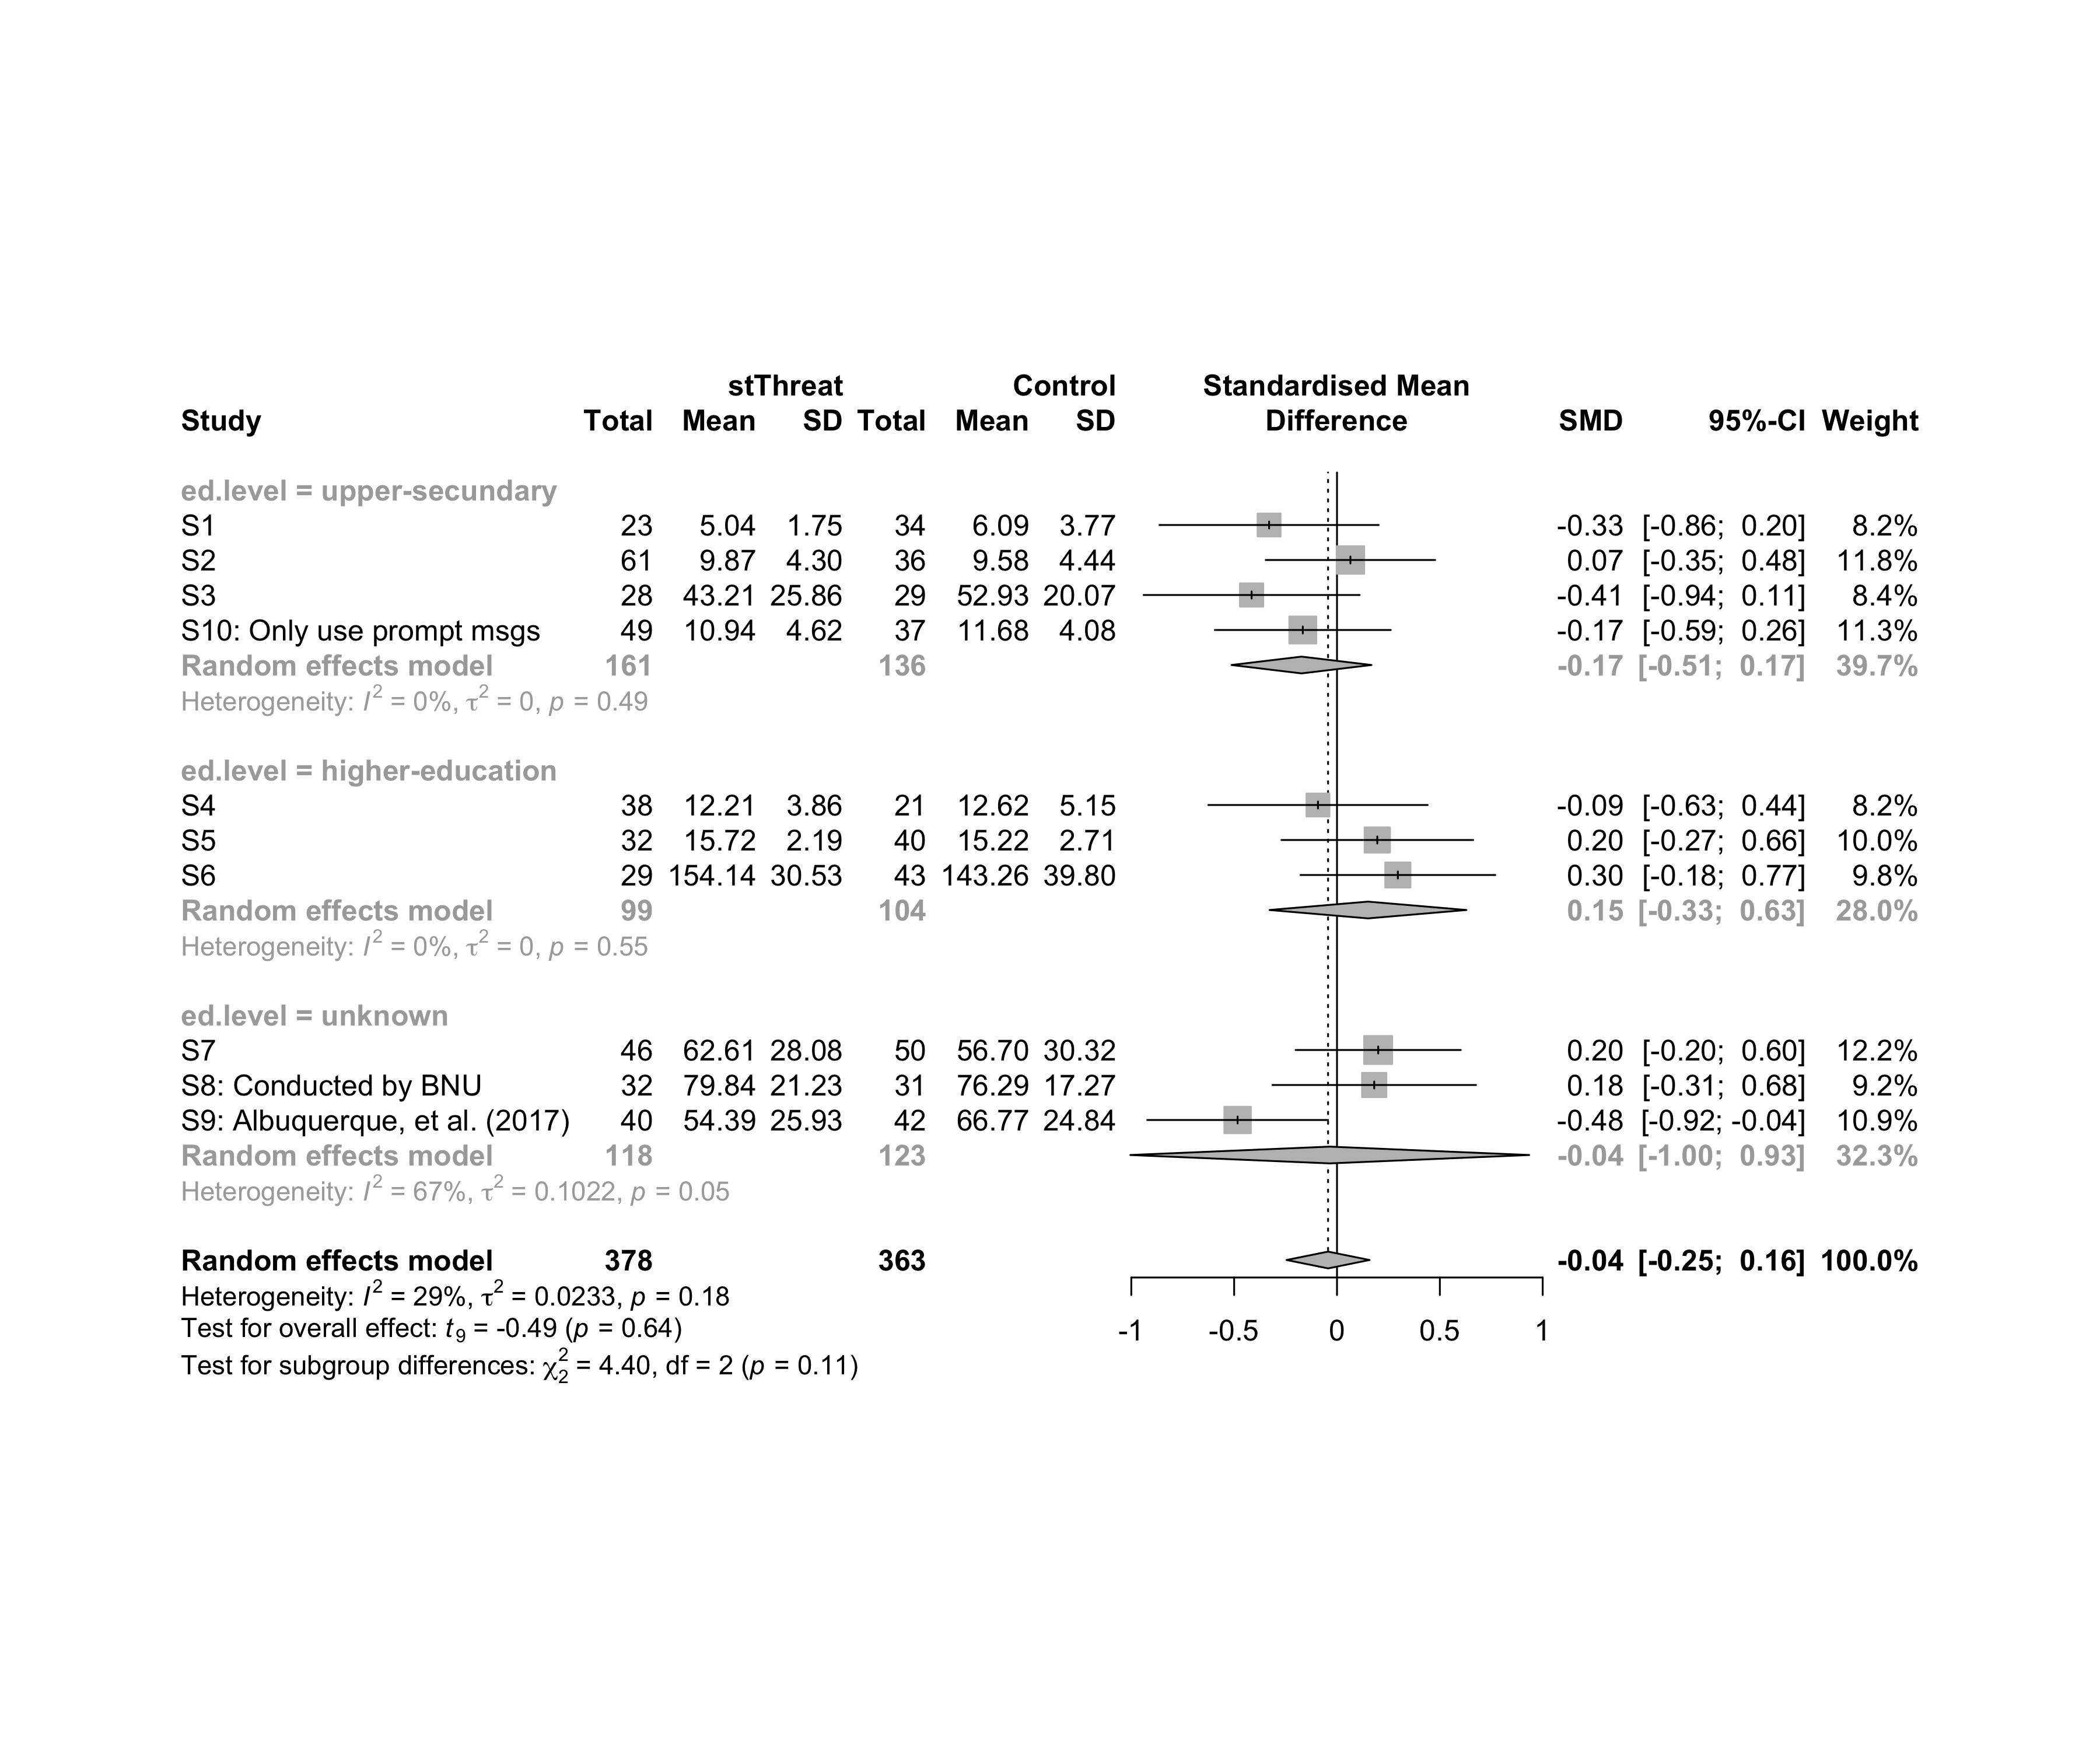 stThreat Control Standardised Mean
Study Total Mean SD Total Mean SD Difference SMD 95%-CI Weight
ed.level = upper-secundary
S1 23 5.04 1.75 34 6.09 3.77 -0.33 [-0.86; 0.20] 8.2%
S2 61 9.87 4.30 36 9.58 4.44 0.07 [-0.35; 0.48] 11.8%
S3 28 43.21 25.86 29 52.93 20.07 -0.41 [-0.94; 0.11] 8.4%
S10: Only use prompt msgs 49 10.94 4.62 37 11.68 4.08 -0.17 [-0.59; 0.26] 11.3%
Random effects model 161 136 -0.17 [-0.51; 0.17] 39.7%
Heterogeneity: I² = 0%, τ² = 0, p = 0.49
ed.level = higher-education
S4 38 12.21 3.86 21 12.62 5.15 -0.09 [-0.63; 0.44] 8.2%
S5 32 15.72 2.19 40 15.22 2.71 0.20 [-0.27; 0.66] 10.0%
S6 29 154.14 30.53 43 143.26 39.80 0.30 [-0.18; 0.77] 9.8%
Random effects model 99 104 0.15 [-0.33; 0.63] 28.0%
Heterogeneity: I² = 0%, τ² = 0, p = 0.55
ed.level = unknown
S7 46 62.61 28.08 50 56.70 30.32 0.20 [-0.20; 0.60] 12.2%
S8: Conducted by BNU 32 79.84 21.23 31 76.29 17.27 0.18 [-0.31; 0.68] 9.2%
S9: Albuquerque, et al. (2017) 40 54.39 25.93 42 66.77 24.84 -0.48 [-0.92; -0.04] 10.9%
Random effects model 118 123 -0.04 [-1.00; 0.93] 32.3%
Heterogeneity: I² = 67%, τ² = 0.1022, p = 0.05
Random effects model 378 363 -0.04 [-0.25; 0.16] 100.0%
Heterogeneity: I² = 29%, τ² = 0.0233, p = 0.18
Test for overall effect: t₉ = -0.49 (p = 0.64)
-1 -0.5 0 0.5 1
Test for subgroup differences: χ²₂ = 4.40, df = 2 (p = 0.11)